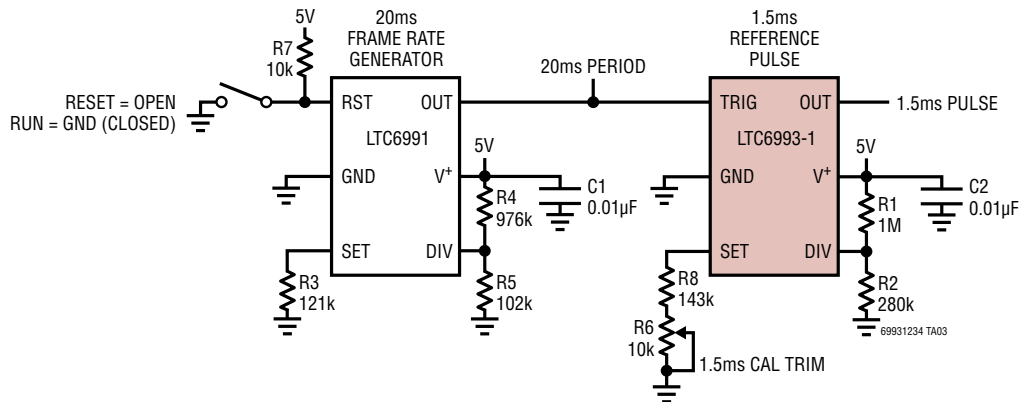 5V
R7
10k
RESET = OPEN
RUN = GND (CLOSED)
20ms
FRAME RATE
GENERATOR
RST
OUT
LTC6991
GND
V+
SET
DIV
R3
121k
5V
R4
976k
C1
0.01µF
R5
102k
20ms PERIOD
1.5ms
REFERENCE
PULSE
TRIG
OUT
LTC6993-1
GND
V+
SET
DIV
1.5ms PULSE
5V
C2
0.01µF
R1
1M
R2
280k
R8
143k
R6
10k
1.5ms CAL TRIM
69931234 TA03